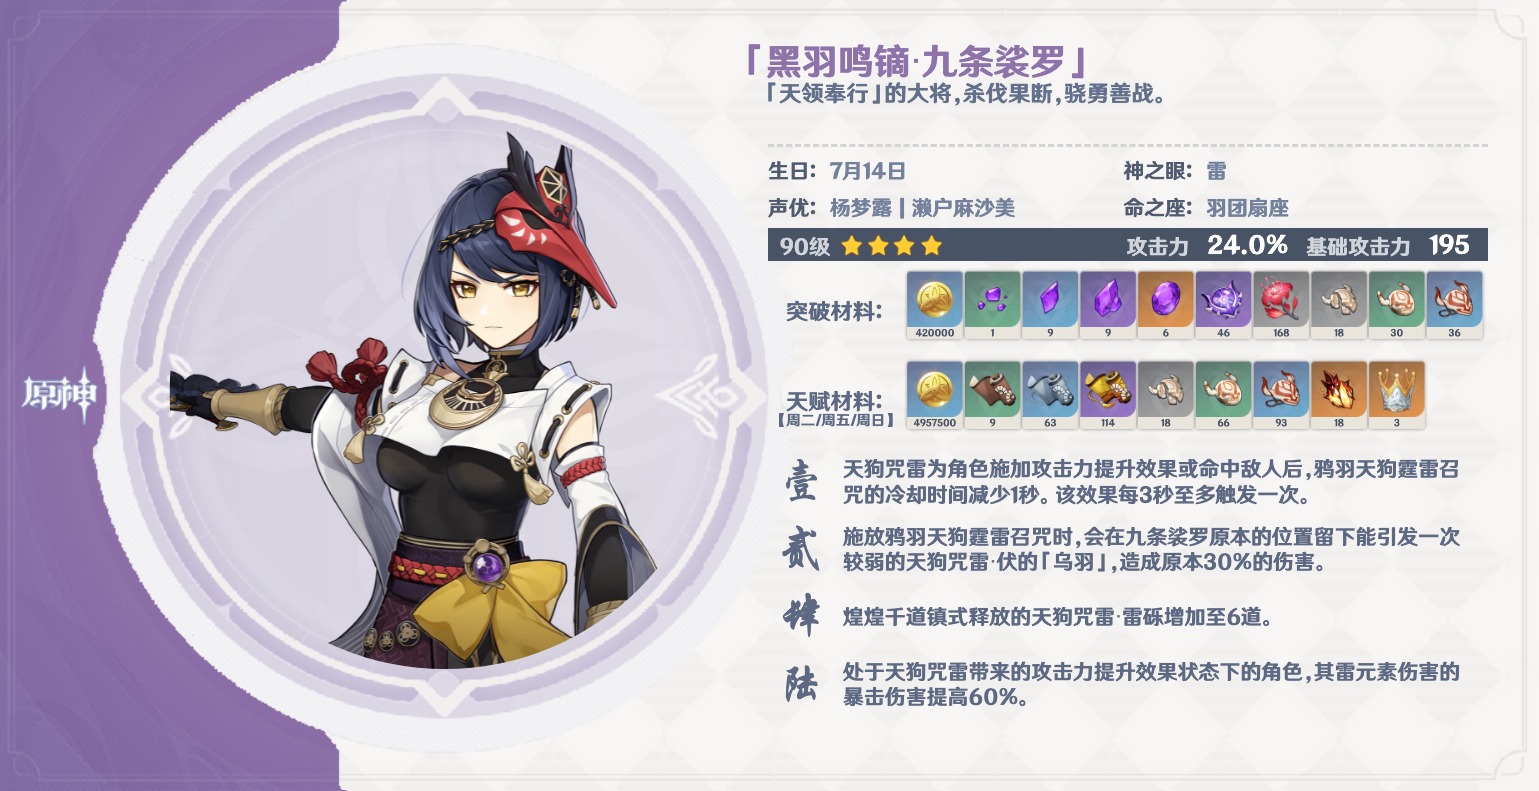 原神
「黑羽鸣镝·九条裟罗」
「天领奉行」的大将,杀伐果断,骁勇善战。
生日: 7月14日 神之眼: 雷
声优: 杨梦露 | 濑户麻沙美 命之座: 羽团扇座
90级 攻击力 24.0% 基础攻击力 195
突破材料:
420000 1 9 9 6 46 168 18 30 36
天赋材料:
【周二/周五/周日】
4957500 9 63 114 18 66 93 18 3
壹 天狗咒雷为角色施加攻击力提升效果或命中敌人后,鸦羽天狗霆雷召
咒的冷却时间减少1秒。该效果每3秒至多触发一次。
贰 施放鸦羽天狗霆雷召咒时,会在九条裟罗原本的位置留下能引发一次
较弱的天狗咒雷·伏的「乌羽」,造成原本30%的伤害。
肆 煌煌千道镇式释放的天狗咒雷·雷砾增加至6道。
陆 处于天狗咒雷带来的攻击力提升效果状态下的角色,其雷元素伤害的
暴击伤害提高60%。